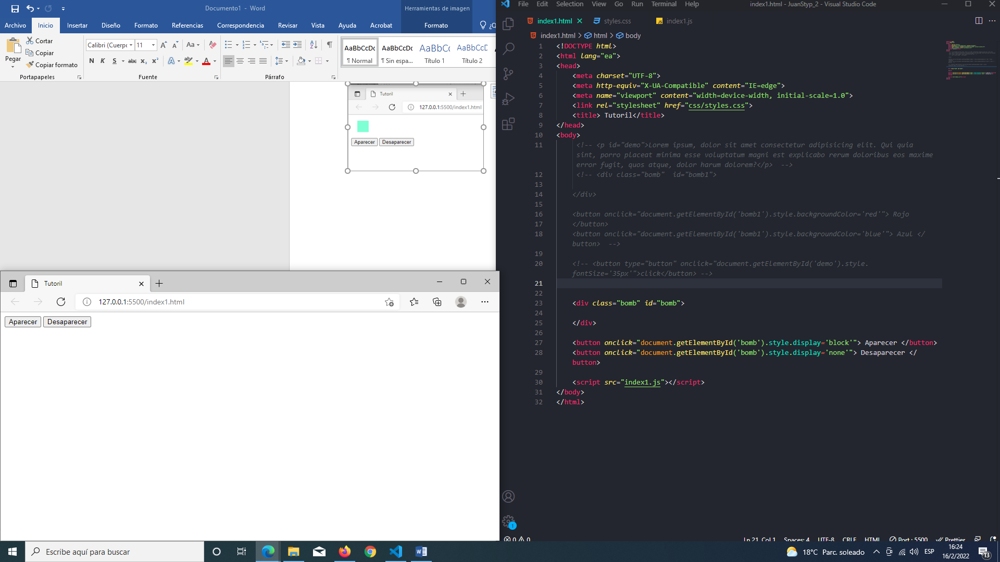 Documento1 - Word
Herramientas de imagen
Archivo Inicio Insertar Diseño Formato Referencias Correspondencia Revisar Vista Ayuda Acrobat Formato ¿Q
Pegar
Cortar
Copiar
Copiar formato
Portapapeles
Calibri (Cuerpo 11
N K S abc x₂ x²
Fuente
Párrafo
AaBbCcDc AaBbCcDc AaBbCc AaBbCcD
¶ Normal ¶ Sin espa... Título 1 Título 2
Tutoril
127.0.0.1:5500/index1.html
Aparecer Desaparecer
Tutoril
127.0.0.1:5500/index1.html
Aparecer Desaparecer
File Edit Selection View Go Run Terminal Help
index1.html - JuanStyp_2 - Visual Studio Code
index1.html styles.css index1.js
index1.html > html > body
1 <!DOCTYPE html>
2 <html lang="ea">
3 <head>
4 <meta charset="UTF-8">
5 <meta http-equiv="X-UA-Compatible" content="IE=edge">
6 <meta name="viewport" content="width=device-width, initial-scale=1.0">
7 <link rel="stylesheet" href="css/styles.css">
8 <title> Tutoril</title>
9 </head>
10 <body>
11 <!-- <p id="demo">Lorem ipsum, dolor sit amet consectetur adipisicing elit. Qui quia
sint, porro placeat minima esse voluptatum magni est explicabo rerum doloribus eos maxime
error fugit, quos atque, dolor harum dolorem?</p>  -->
12 <!-- <div class="bomb"  id="bomb1">
13
14 </div>
15
16 <button onclick="document.getElementById('bomb1').style.backgroundColor='red'"> Rojo
17 </button>
18 <button onclick="document.getElementById('bomb1').style.backgroundColor='blue'"> Azul </
button>  -->
19
20 <!-- <button type="button" onclick="document.getElementById('demo').style.
fontSize='35px'">click</button> -->
21
22
23 <div class="bomb" id="bomb">
24
25 </div>
26
27 <button onclick="document.getElementById('bomb').style.display='block'"> Aparecer </button>
28 <button onclick="document.getElementById('bomb').style.display='none'"> Desaparecer </
button>
29
30 <script src="index1.js"></script>
31 </body>
32 </html>
1
0 0 Ln 21, Col 1 Spaces: 4 UTF-8 CRLF HTML Port : 5500 Prettier
Escribe aquí para buscar
18°C Parc. soleado
ESP
16:24
16/2/2022
13